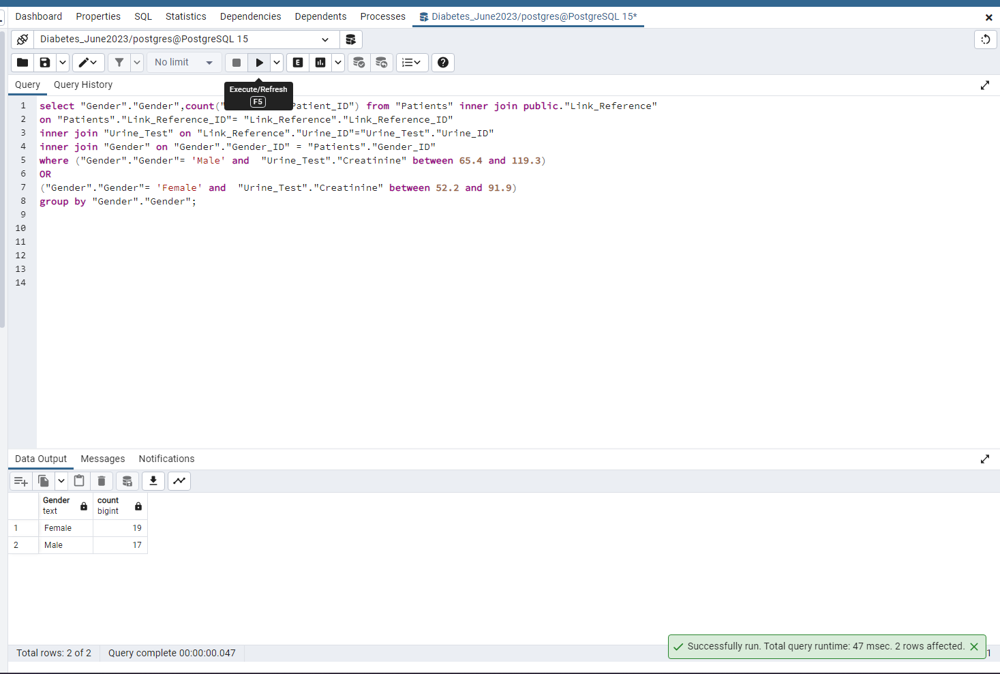 Dashboard Properties SQL Statistics Dependencies Dependents Processes Diabetes_June2023/postgres@PostgreSQL 15*
Diabetes_June2023/postgres@PostgreSQL 15
No limit E
Query Query History
Execute/Refresh
F5
1 select "Gender"."Gender",count(" Patient_ID") from "Patients" inner join public."Link_Reference"
2 on "Patients"."Link_Reference_ID"= "Link_Reference"."Link_Reference_ID"
3 inner join "Urine_Test" on "Link_Reference"."Urine_ID"="Urine_Test"."Urine_ID"
4 inner join "Gender" on "Gender"."Gender_ID" = "Patients"."Gender_ID"
5 where ("Gender"."Gender"= 'Male' and  "Urine_Test"."Creatinine" between 65.4 and 119.3)
6 OR
7 ("Gender"."Gender"= 'Female' and  "Urine_Test"."Creatinine" between 52.2 and 91.9)
8 group by "Gender"."Gender";
9
10
11
12
13
14
Data Output Messages Notifications
Gender count
text bigint
1 Female 19
2 Male 17
Successfully run. Total query runtime: 47 msec. 2 rows affected.
Total rows: 2 of 2 Query complete 00:00:00.047 1